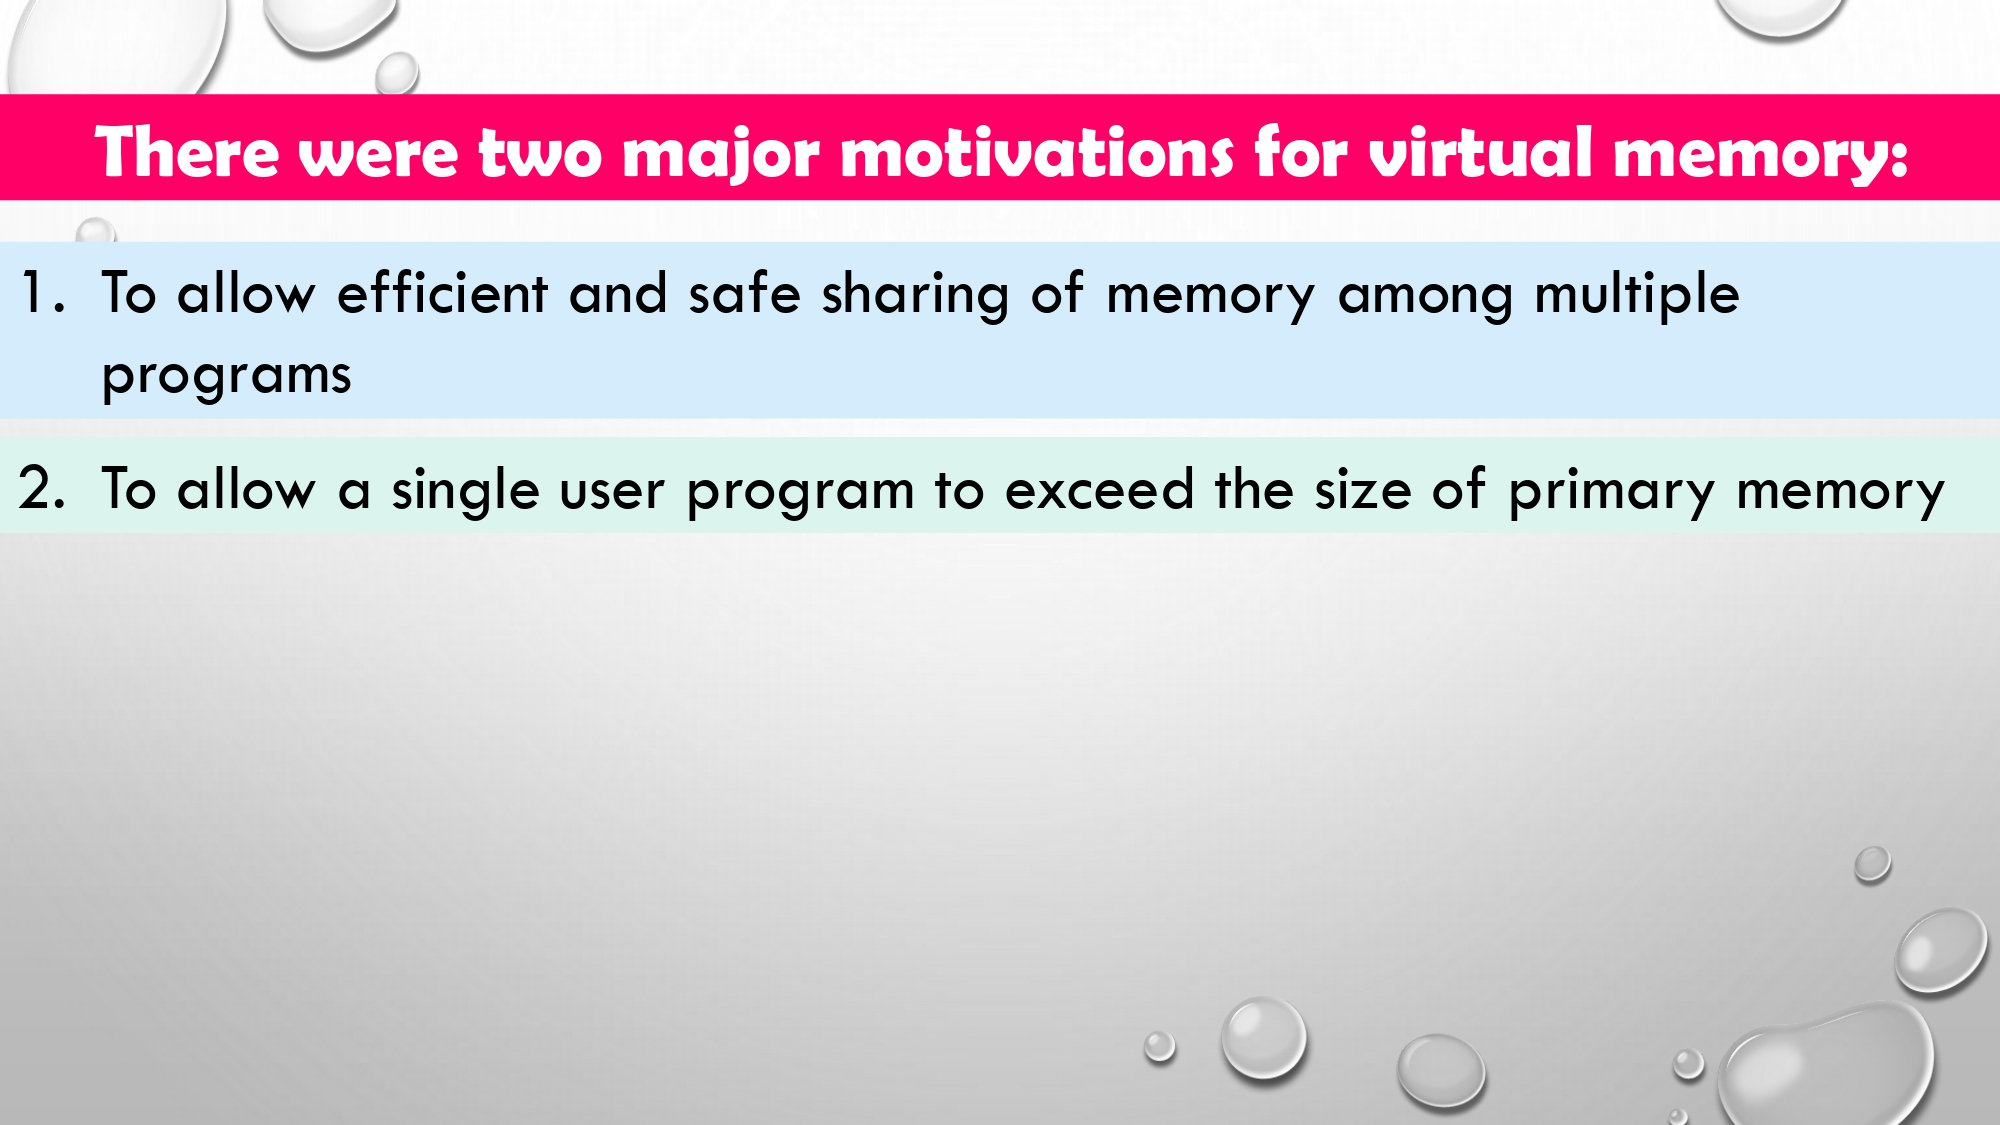 There were two major motivations for virtual memory:
1. To allow efficient and safe sharing of memory among multiple
programs
2. To allow a single user program to exceed the size of primary memory